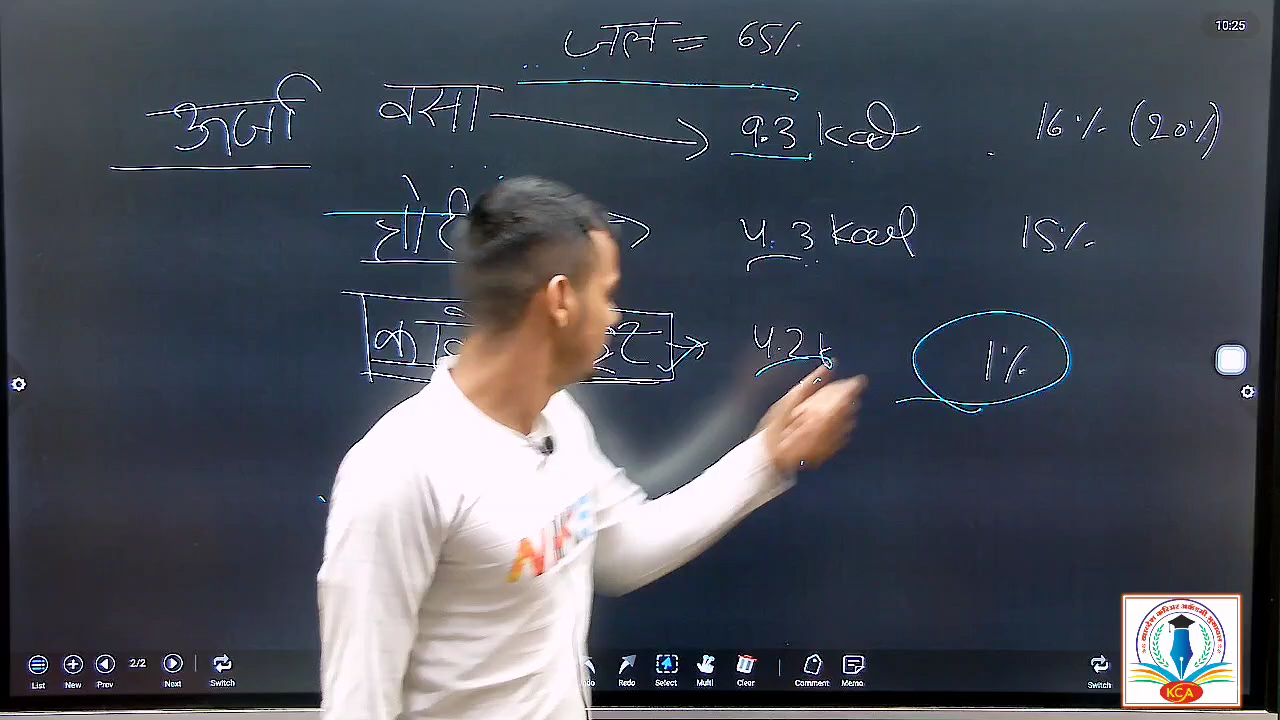 10:25
जल = 65%
ऊर्जा वसा → 9.3 kcal 16% (20%)
→ 4.3 kcal 15%
→ 4.2 1%
NIKE
List New Prev 2/2 Next Switch Redo Select Multi Clear Comment Memo Switch
KCA